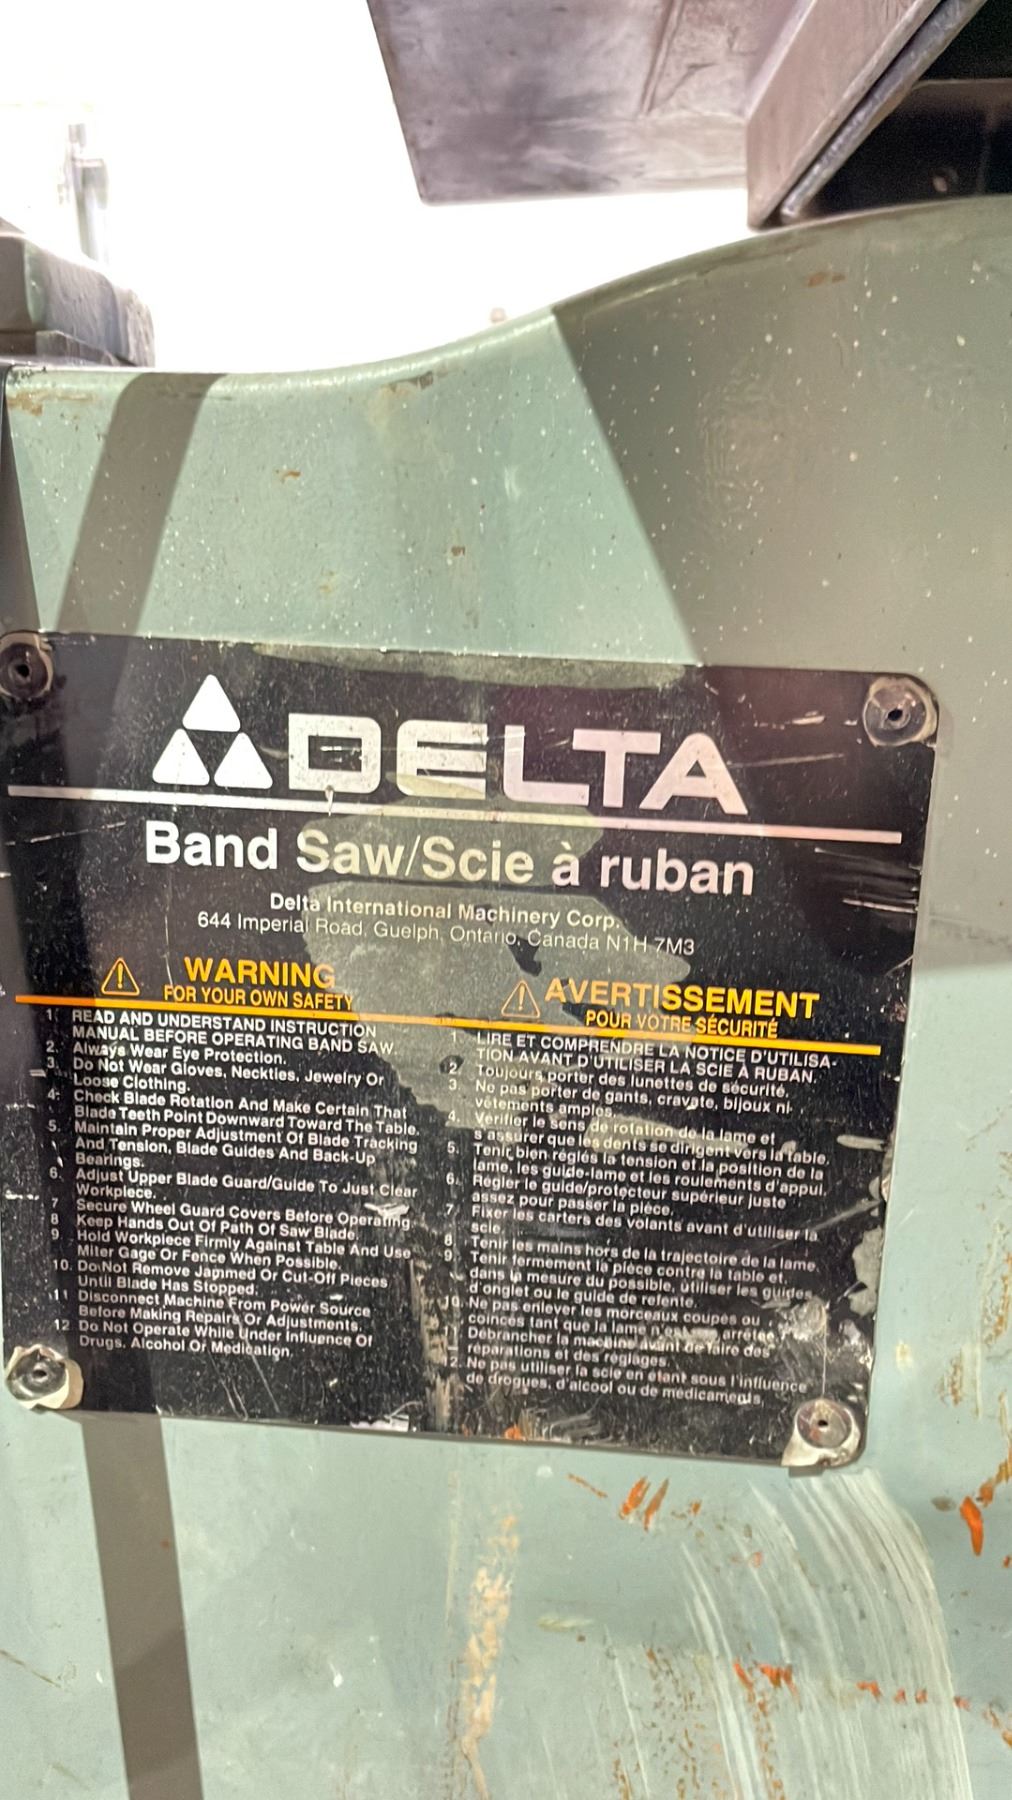 DELTA
Band Saw/Scie à ruban
Delta International Machinery Corp.
644 Imperial Road, Guelph, Ontario, Canada N1H 7M3
WARNING
FOR YOUR OWN SAFETY
1. READ AND UNDERSTAND INSTRUCTION
MANUAL BEFORE OPERATING BAND SAW.
2. Always Wear Eye Protection.
3. Do Not Wear Gloves, Neckties, Jewelry Or
Loose Clothing.
4. Check Blade Rotation And Make Certain That
Blade Teeth Point Downward Toward The Table.
5. Maintain Proper Adjustment Of Blade Tracking
And Tension, Blade Guides And Back-Up
Bearings.
6. Adjust Upper Blade Guard/Guide To Just Clear
Workpiece.
7 Secure Wheel Guard Covers Before Operating.
8 Keep Hands Out Of Path Of Saw Blade.
9. Hold Workpiece Firmly Against Table And Use
Miter Gage Or Fence When Possible.
10. Do Not Remove Jammed Or Cut-Off Pieces
Until Blade Has Stopped.
11 Disconnect Machine From Power Source
Before Making Repairs Or Adjustments.
12 Do Not Operate While Under Influence Of
Drugs, Alcohol Or Medication.
AVERTISSEMENT
POUR VOTRE SÉCURITÉ
1. LIRE ET COMPRENDRE LA NOTICE D'UTILISA-
TION AVANT D'UTILISER LA SCIE À RUBAN.
2. Toujours porter des lunettes de sécurité.
3. Ne pas porter de gants, cravate, bijoux ni
vêtements amples.
4. Vérifier le sens de rotation de la lame et
s'assurer que les dents se dirigent vers la table.
5. Tenir bien réglés la tension et la position de la
lame, les guide-lame et les roulements d'appui.
6. Régler le guide/protecteur supérieur juste
assez pour passer la pièce.
7. Fixer les carters des volants avant d'utiliser la
scie.
8. Tenir les mains hors de la trajectoire de la lame.
9. Tenir fermement la pièce contre la table et,
dans la mesure du possible, utiliser les guides
d'onglet ou le guide de refente.
10. Ne pas enlever les morceaux coupés ou
coincés tant que la lame n'est pas arrêtée.
Débrancher la machine avant de faire des
réparations et des réglages.
12. Ne pas utiliser la scie en étant sous l'influence
de drogues, d'alcool ou de médicaments.